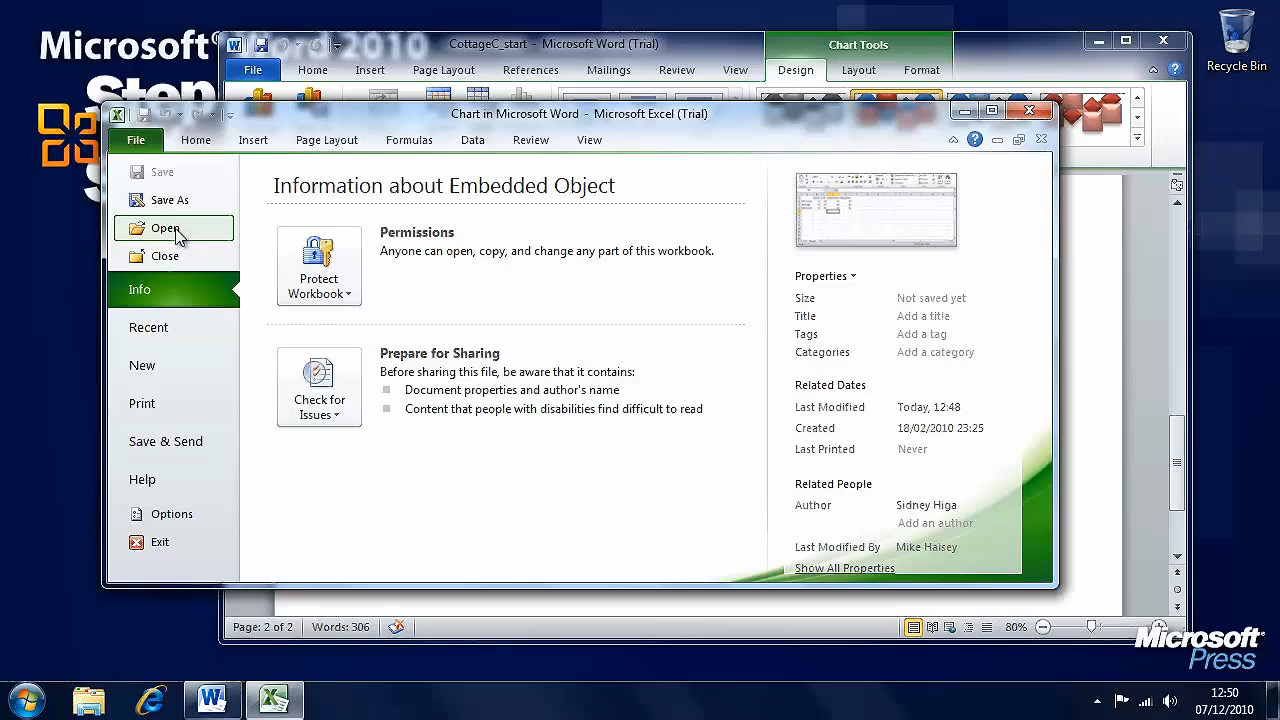 Microsoft® Word 2010
Step
CottageC_start - Microsoft Word (Trial)
Chart Tools
Recycle Bin
File
Home
Insert
Page Layout
References
Mailings
Review
View
Design
Layout
Format
Chart in Microsoft Word - Microsoft Excel (Trial)
File
Home
Insert
Page Layout
Formulas
Data
Review
View
Save
Save As
Open
Close
Info
Recent
New
Print
Save & Send
Help
Options
Exit
Information about Embedded Object
Protect
Workbook
Permissions
Anyone can open, copy, and change any part of this workbook.
Check for
Issues
Prepare for Sharing
Before sharing this file, be aware that it contains:
Document properties and author's name
Content that people with disabilities find difficult to read
Properties
Size Not saved yet
Title Add a title
Tags Add a tag
Categories Add a category
Related Dates
Last Modified Today, 12:48
Created 18/02/2010 23:25
Last Printed Never
Related People
Author Sidney Higa
Add an author
Last Modified By Mike Halsey
Show All Properties
Page: 2 of 2
Words: 306
80%
Microsoft
Press
12:50
07/12/2010